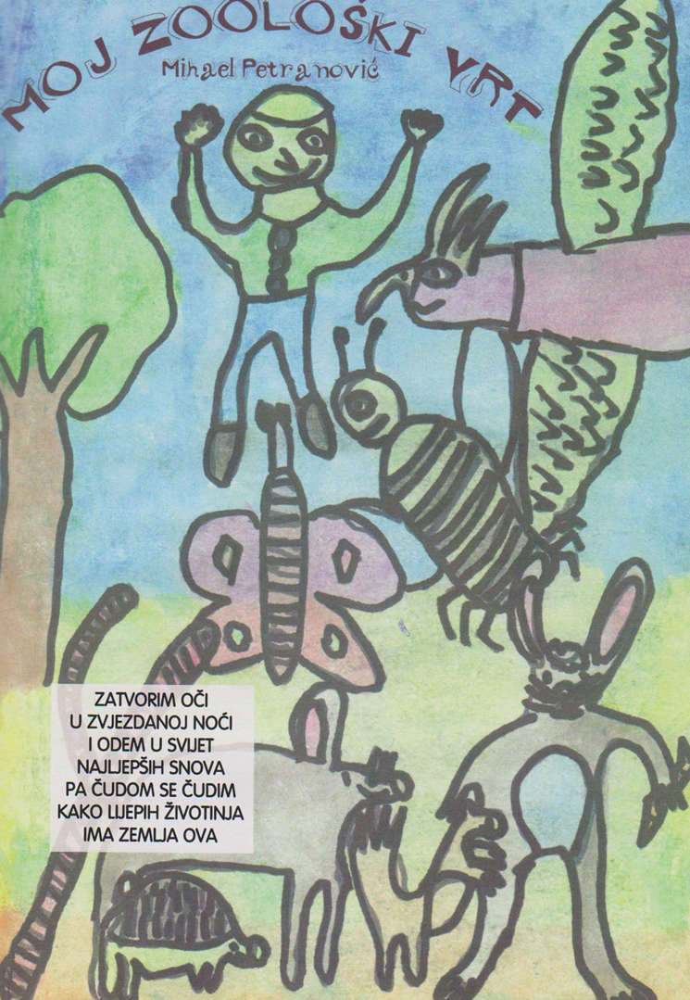 MOJ ZOOLOŠKI VRT
Mihael Petranović
ZATVORIM OČI
U ZVJEZDANOJ NOĆI
I ODEM U SVIJET
NAJLJEPŠIH SNOVA
PA ČUDOM SE ČUDIM
KAKO LIJEPIH ŽIVOTINJA
IMA ZEMLJA OVA